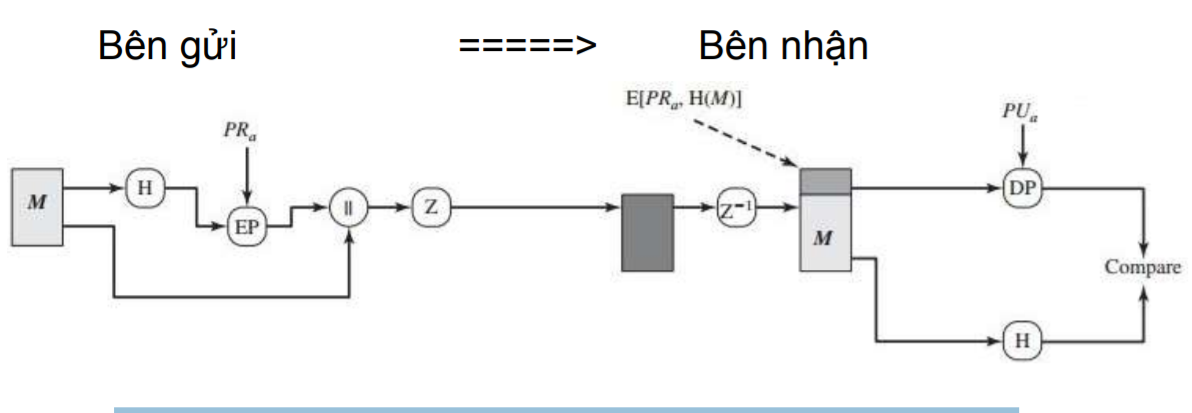 Bên gửi =====> Bên nhận
E[PRₐ, H(M)]
PUₐ
PRₐ
M H EP || Z Z⁻¹ M DP
Compare
H